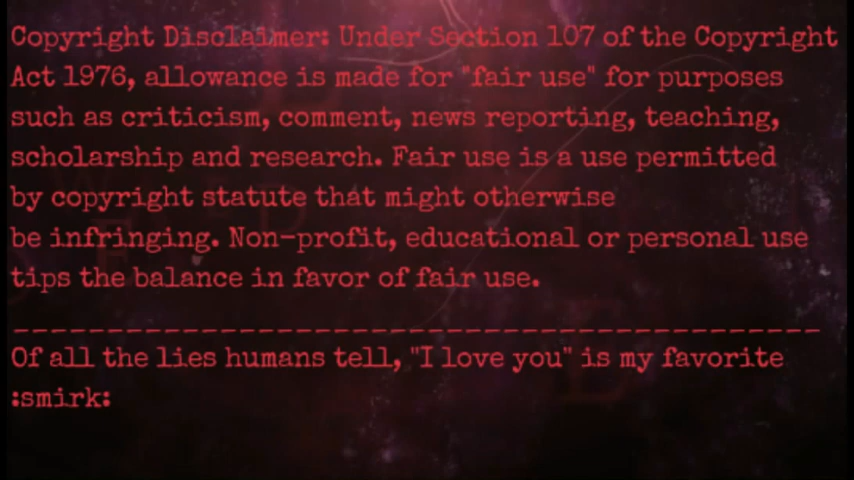 Copyright Disclaimer: Under Section 107 of the Copyright
Act 1976, allowance is made for "fair use" for purposes
such as criticism, comment, news reporting, teaching,
scholarship and research. Fair use is a use permitted
by copyright statute that might otherwise
be infringing. Non-profit, educational or personal use
tips the balance in favor of fair use.
___________________________________________
Of all the lies humans tell, "I love you" is my favorite
:smirk: